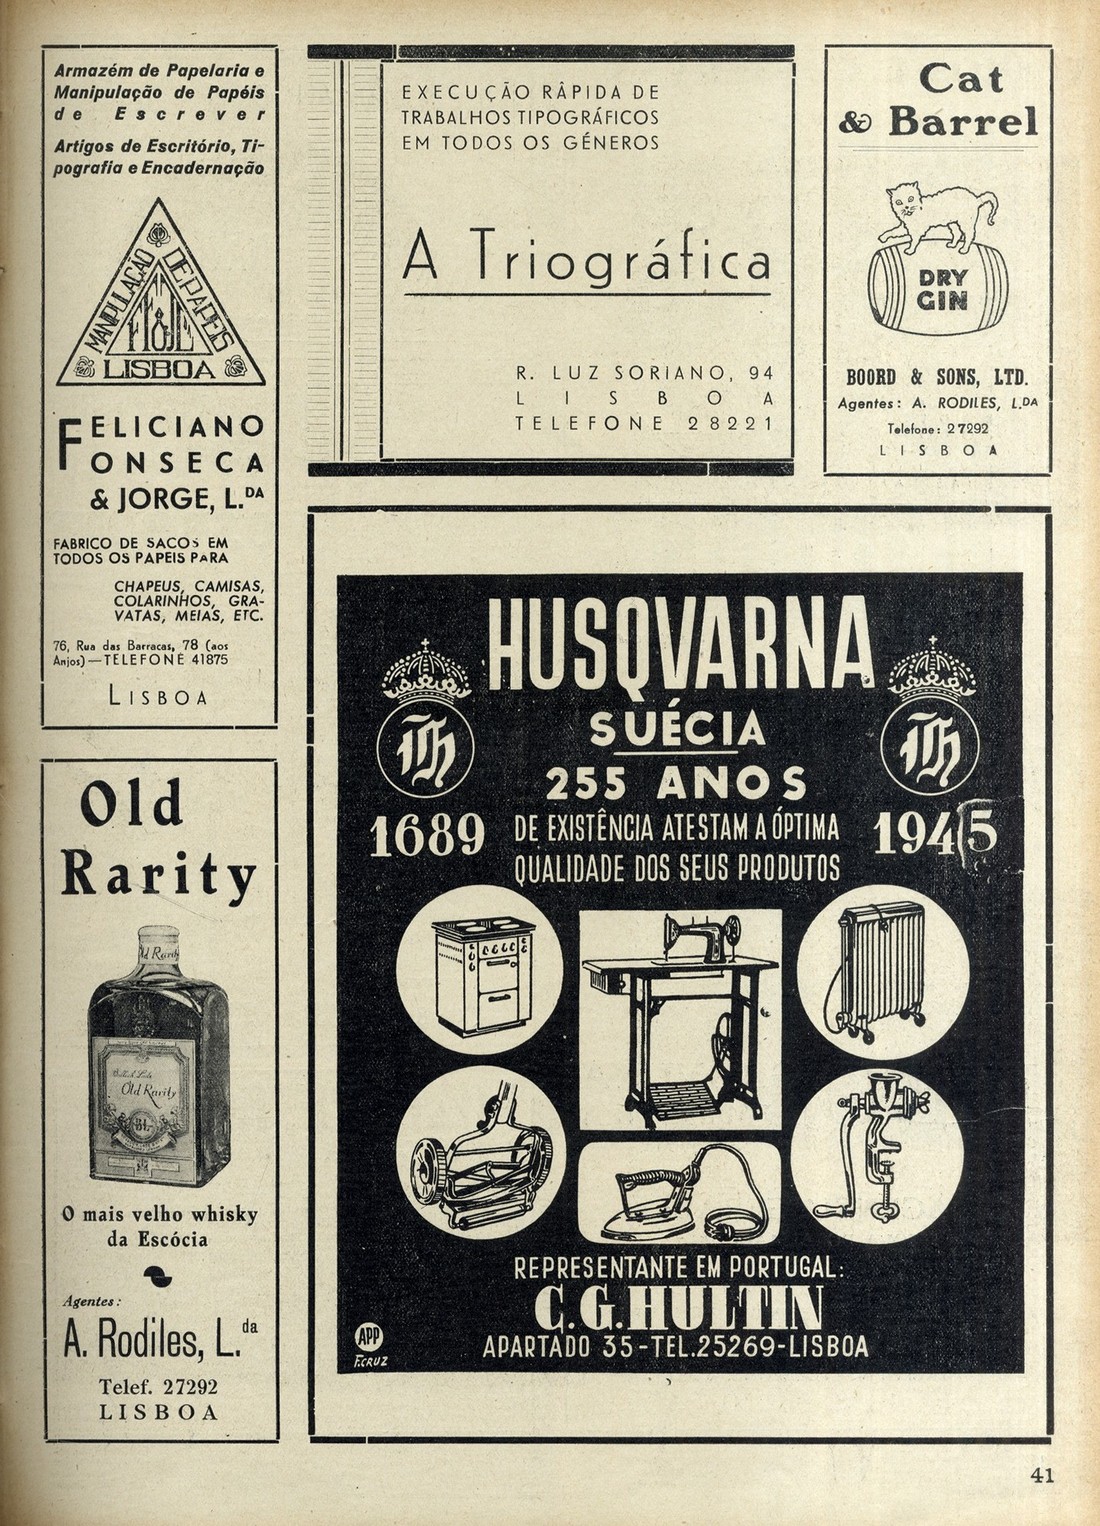 Armazém de Papelaria e
Manipulação de Papéis
de Escrever
Artigos de Escritório, Ti-
pografia e Encadernação
MANIPULAÇÃO
DE PAPEIS
LISBOA
FELICIANO
FONSECA
& JORGE, L.DA
FABRICO DE SACOS EM
TODOS OS PAPEIS PARA
CHAPEUS, CAMISAS,
COLARINHOS, GRA-
VATAS, MEIAS, ETC.
76, Rua das Barracas, 78 (aos
Anjos)—TELEFONE 41875
LISBOA
EXECUÇÃO RÂPIDA DE
TRABALHOS TIPOGRÁFICOS
EM TODOS OS GÉNEROS
A Triográfica
R. LUZ SORIANO, 94
LISBOA
TELEFONE 28221
Cat
& Barrel
DRY
GIN
BOORD & SONS, LTD.
Agentes: A. RODILES, L.DA
Telefone: 27292
LISBOA
Old
Rarity
Old Rarity
Old Rarity
O mais velho whisky
da Escócia
Agentes:
A. Rodiles, L.da
Telef. 27292
LISBOA
HUSQVARNA
SUÉCIA
255 ANOS
1689
DE EXISTÊNCIA ATESTAM A ÓPTIMA
QUALIDADE DOS SEUS PRODUTOS
1945
REPRESENTANTE EM PORTUGAL:
C.G.HULTIN
APARTADO 35-TEL.25269-LISBOA
APP
F.CRUZ
41